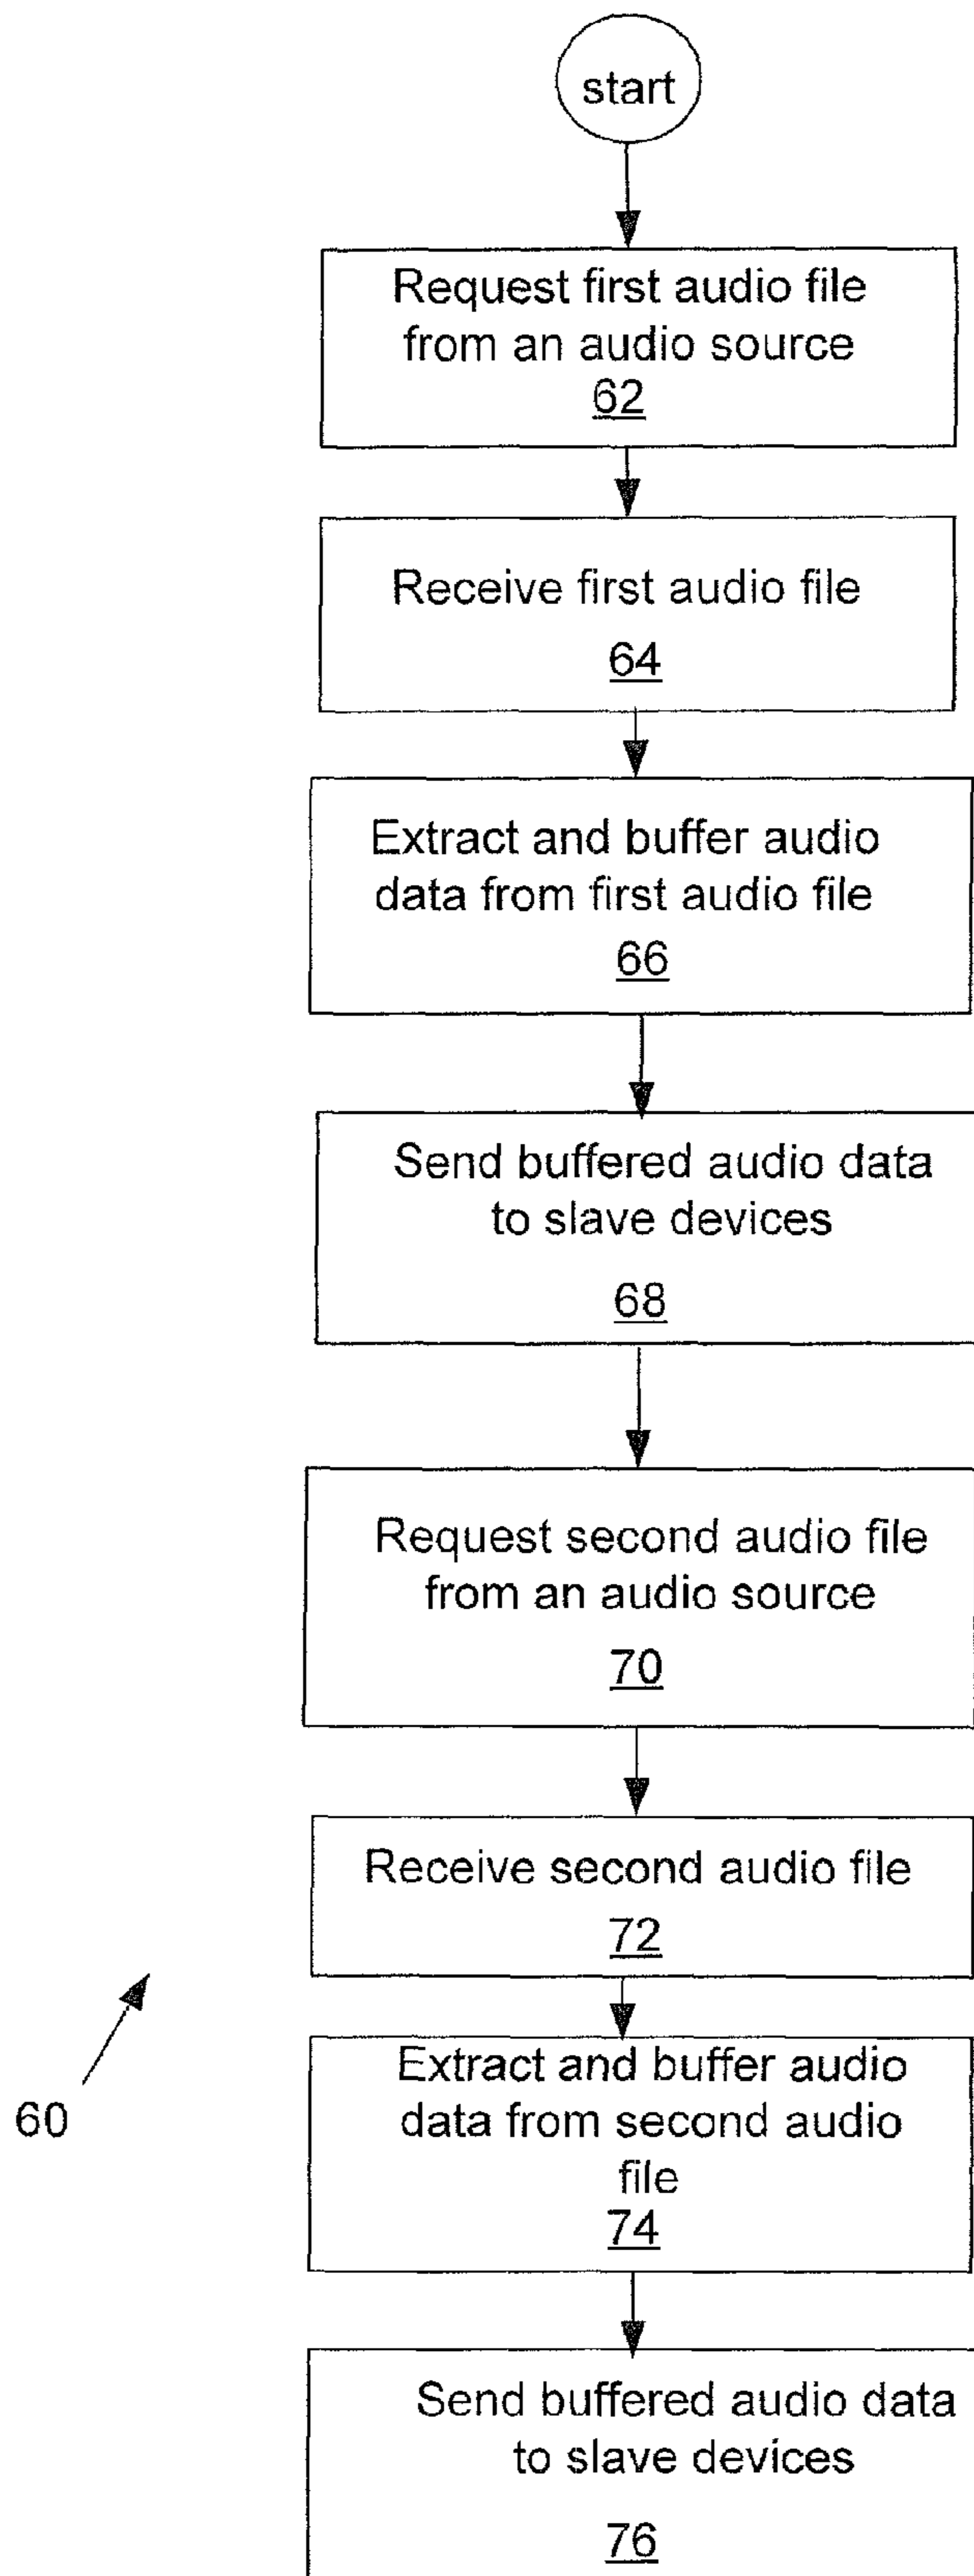 start
Request first audio file
from an audio source
62
Receive first audio file
64
Extract and buffer audio
data from first audio file
66
Send buffered audio data
to slave devices
68
Request second audio file
from an audio source
70
Receive second audio file
72
60
Extract and buffer audio
data from second audio
file
74
Send buffered audio data
to slave devices
76